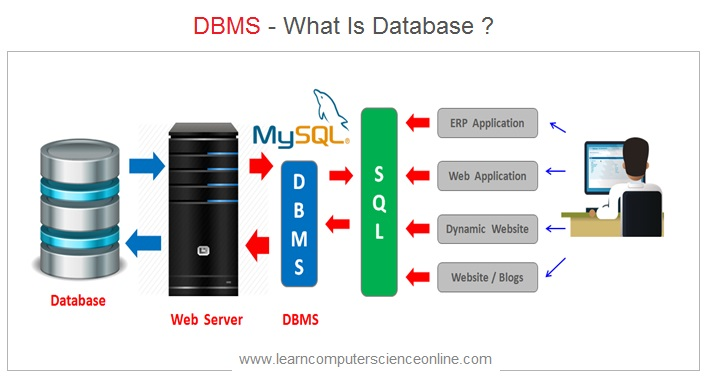 DBMS - What Is Database ?
MySQL®
ERP Application
Web Application
Dynamic Website
Website / Blogs
D
B
M
S
S
Q
L
Database
Web Server
DBMS
www.learncomputerscienceonline.com